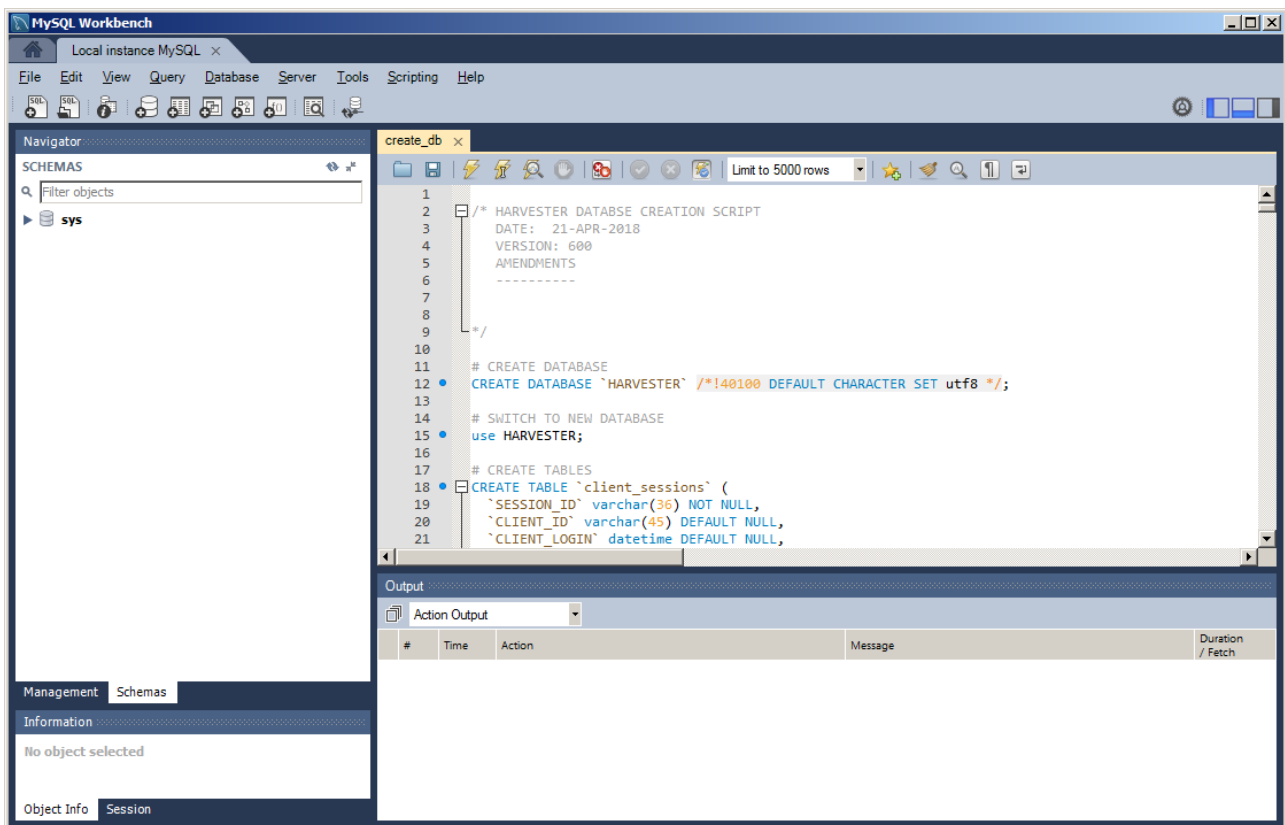 MySQL Workbench
Local instance MySQL
File Edit View Query Database Server Tools Scripting Help
Navigator
SCHEMAS
Filter objects
sys
Management Schemas
Information
No object selected
Object Info Session
create_db
Limit to 5000 rows
1
2 /* HARVESTER DATABSE CREATION SCRIPT
3 DATE: 21-APR-2018
4 VERSION: 600
5 AMENDMENTS
6 ----------
7
8
9 */
10
11 # CREATE DATABASE
12 CREATE DATABASE `HARVESTER` /*!40100 DEFAULT CHARACTER SET utf8 */;
13
14 # SWITCH TO NEW DATABASE
15 use HARVESTER;
16
17 # CREATE TABLES
18 CREATE TABLE `client_sessions` (
19 `SESSION_ID` varchar(36) NOT NULL,
20 `CLIENT_ID` varchar(45) DEFAULT NULL,
21 `CLIENT_LOGIN` datetime DEFAULT NULL,
Output
Action Output
# Time Action Message Duration / Fetch